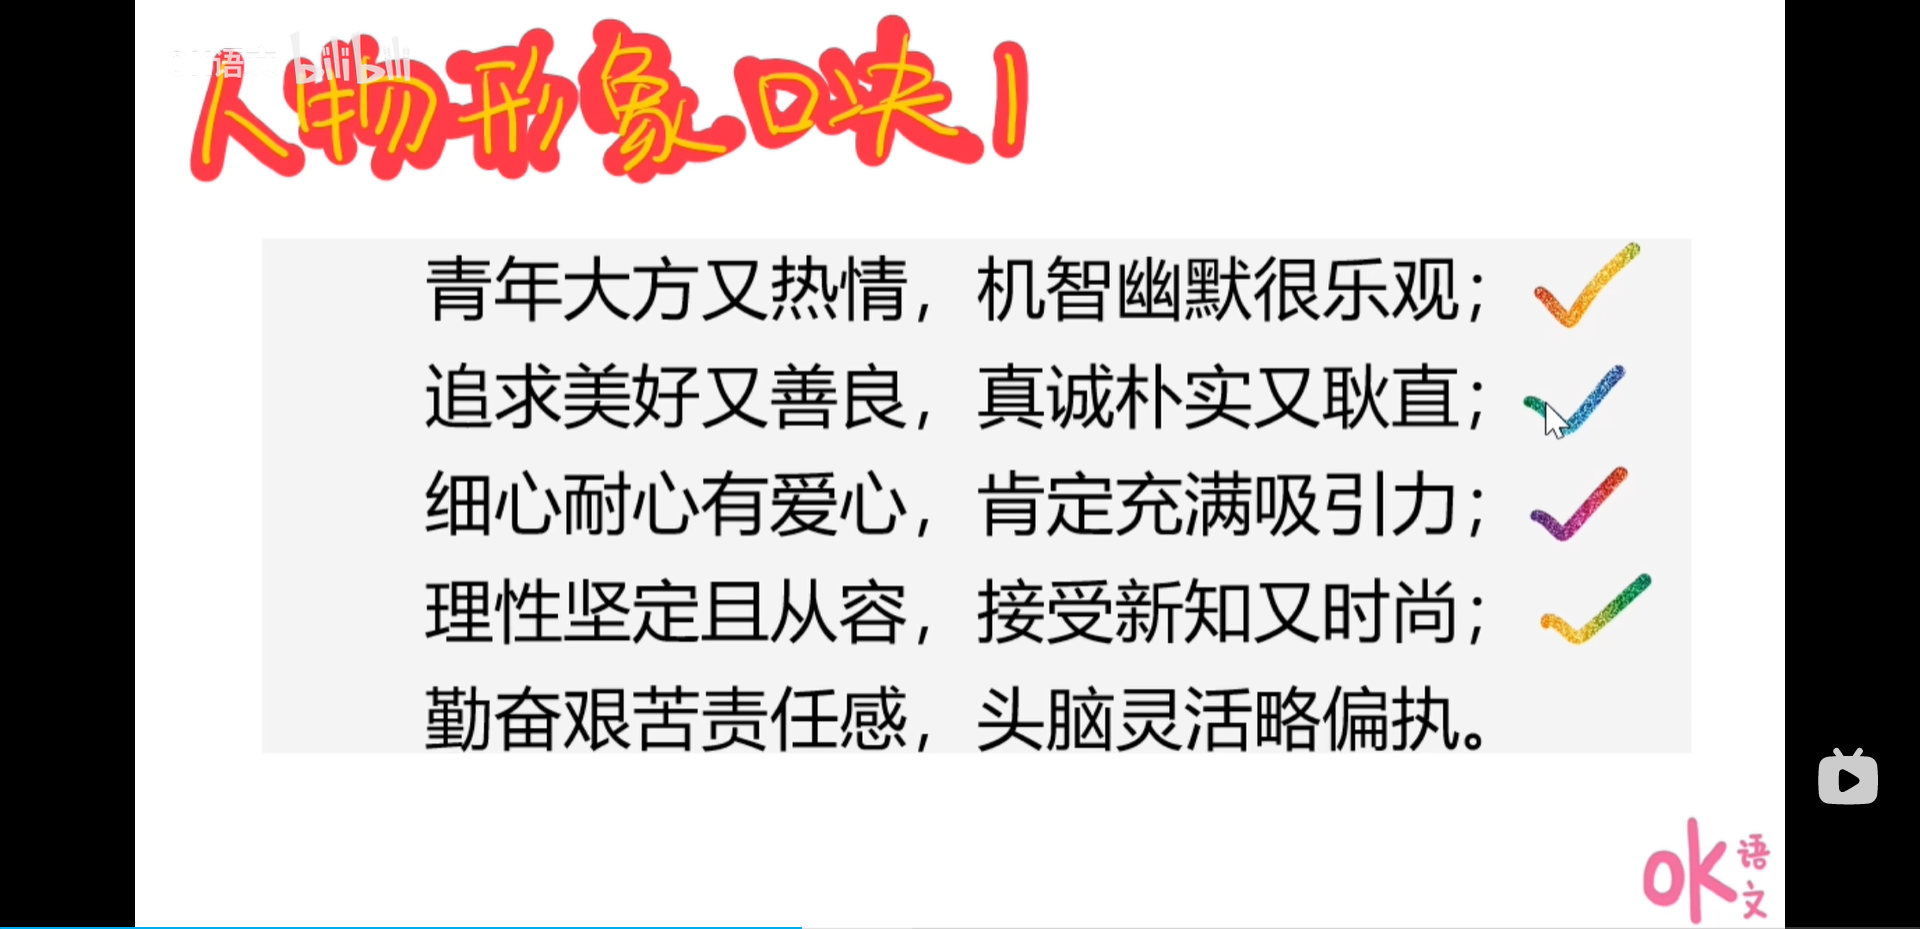 人物形象口决1
bilibili
青年大方又热情，机智幽默很乐观；
追求美好又善良，真诚朴实又耿直；
细心耐心有爱心，肯定充满吸引力；
理性坚定且从容，接受新知又时尚；
勤奋艰苦责任感，头脑灵活略偏执。
ok语文